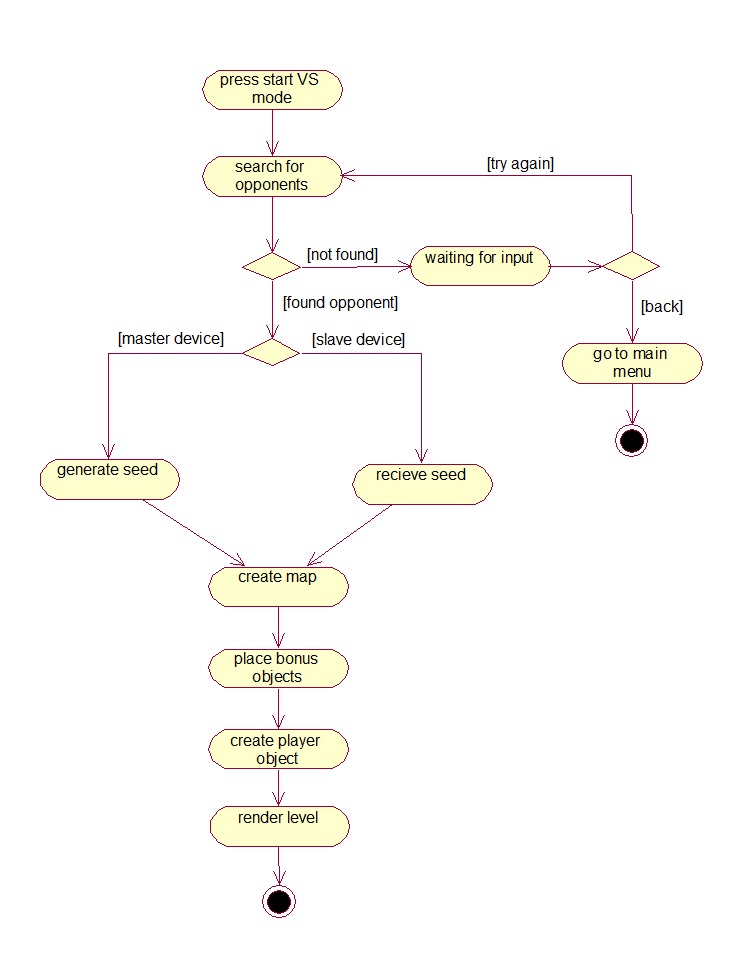 press start VS
mode
[try again]
search for
opponents
[not found]
waiting for input
[found opponent]
[back]
[master device]
[slave device]
go to main
menu
generate seed
recieve seed
create map
place bonus
objects
create player
object
render level